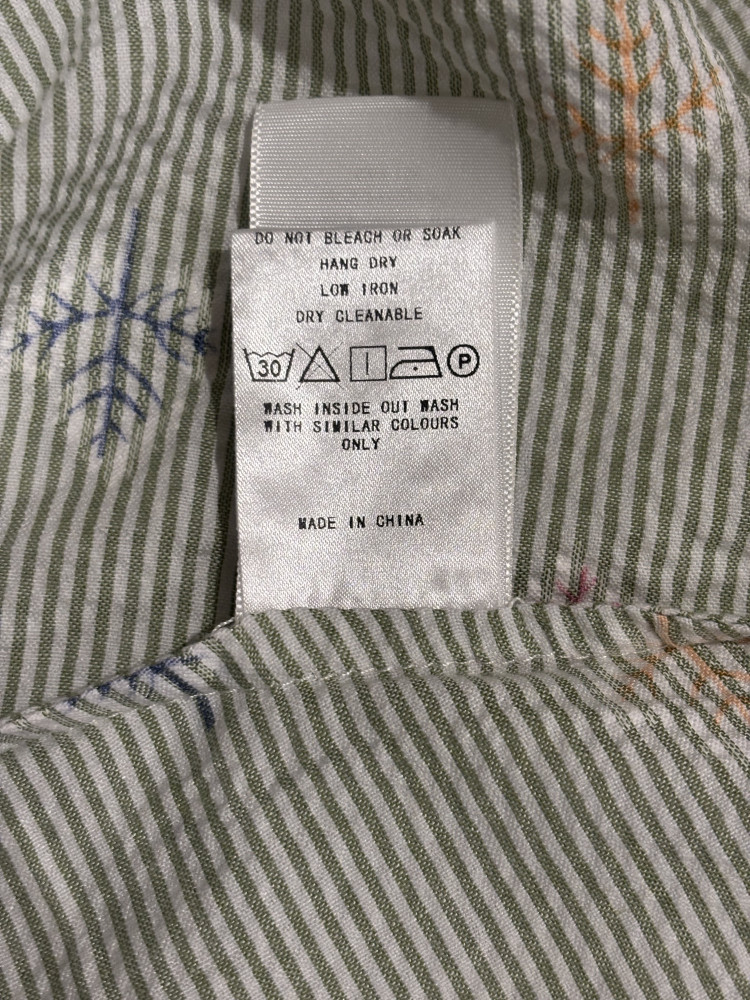 DO NOT BLEACH OR SOAK
HANG DRY
LOW IRON
DRY CLEANABLE
30 P
WASH INSIDE OUT WASH
WITH SIMILAR COLOURS
ONLY
MADE IN CHINA